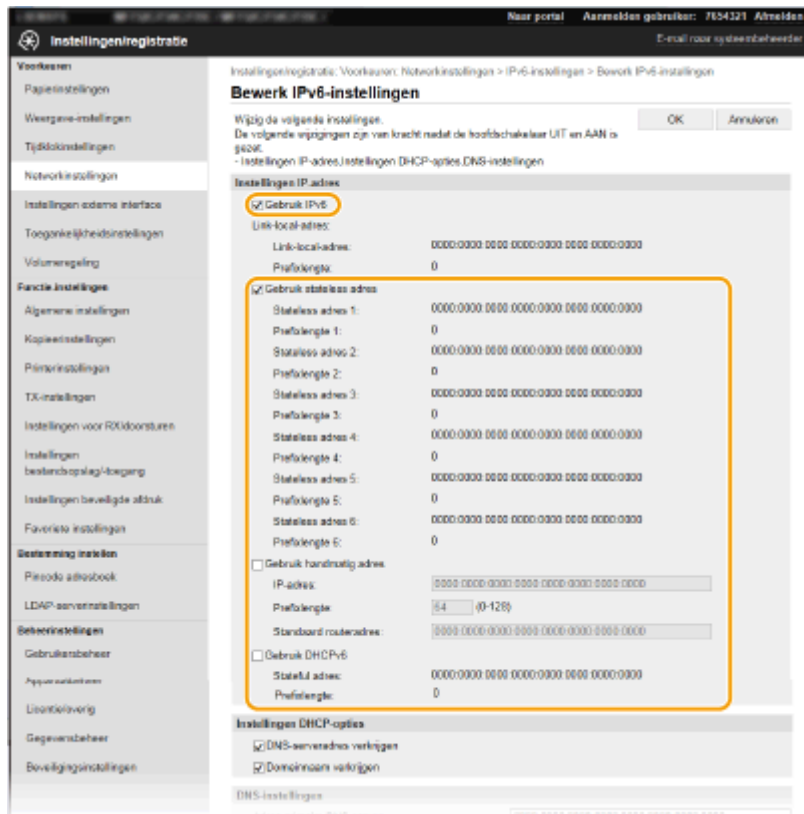 Naar portal Aanmelden gebruiker: 7654321 Afmelden
Instellingen/registratie
E-mail naar systeembeheerder
Voorkeuren
Papierinstellingen
Weergave-instellingen
Tijdklokinstellingen
Netwerkinstellingen
Instellingen externe interface
Toegankelijkheidsinstellingen
Volumeregeling
Functie-instellingen
Algemene instellingen
Kopieerinstellingen
Printerinstellingen
TX-instellingen
Instellingen voor RX/doorsturen
Instellingen
bestandsopslag/-toegang
Instellingen beveiligde afdruk
Favoriete instellingen
Bestemming instellen
Pincode adresboek
LDAP-serverinstellingen
Beheerinstellingen
Gebruikersbeheer
Apparaatbeheer
Licentie/overig
Gegevensbeheer
Beveiligingsinstellingen
Instellingen/registratie: Voorkeuren: Netwerkinstellingen > IPv6-instellingen > Bewerk IPv6-instellingen
Bewerk IPv6-instellingen
Wijzig de volgende instellingen.
OK Annuleren
De volgende wijzigingen zijn van kracht nadat de hoofdschakelaar UIT en AAN is
gezet.
- Instellingen IP-adres,Instellingen DHCP-opties,DNS-instellingen
Instellingen IP-adres
Gebruik IPv6
Link-local-adres:
Link-local-adres: 0000:0000:0000:0000:0000:0000:0000:0000
Prefixlengte: 0
Gebruik stateless adres
Stateless adres 1: 0000:0000:0000:0000:0000:0000:0000:0000
Prefixlengte 1: 0
Stateless adres 2: 0000:0000:0000:0000:0000:0000:0000:0000
Prefixlengte 2: 0
Stateless adres 3: 0000:0000:0000:0000:0000:0000:0000:0000
Prefixlengte 3: 0
Stateless adres 4: 0000:0000:0000:0000:0000:0000:0000:0000
Prefixlengte 4: 0
Stateless adres 5: 0000:0000:0000:0000:0000:0000:0000:0000
Prefixlengte 5: 0
Stateless adres 6: 0000:0000:0000:0000:0000:0000:0000:0000
Prefixlengte 6: 0
Gebruik handmatig adres
IP-adres: 0000:0000:0000:0000:0000:0000:0000:0000
Prefixlengte: 64 (0-128)
Standaard routeradres: 0000:0000:0000:0000:0000:0000:0000:0000
Gebruik DHCPv6
Stateful adres: 0000:0000:0000:0000:0000:0000:0000:0000
Prefixlengte: 0
Instellingen DHCP-opties
DNS-serveradres verkrijgen
Domeinnaam verkrijgen
DNS-instellingen